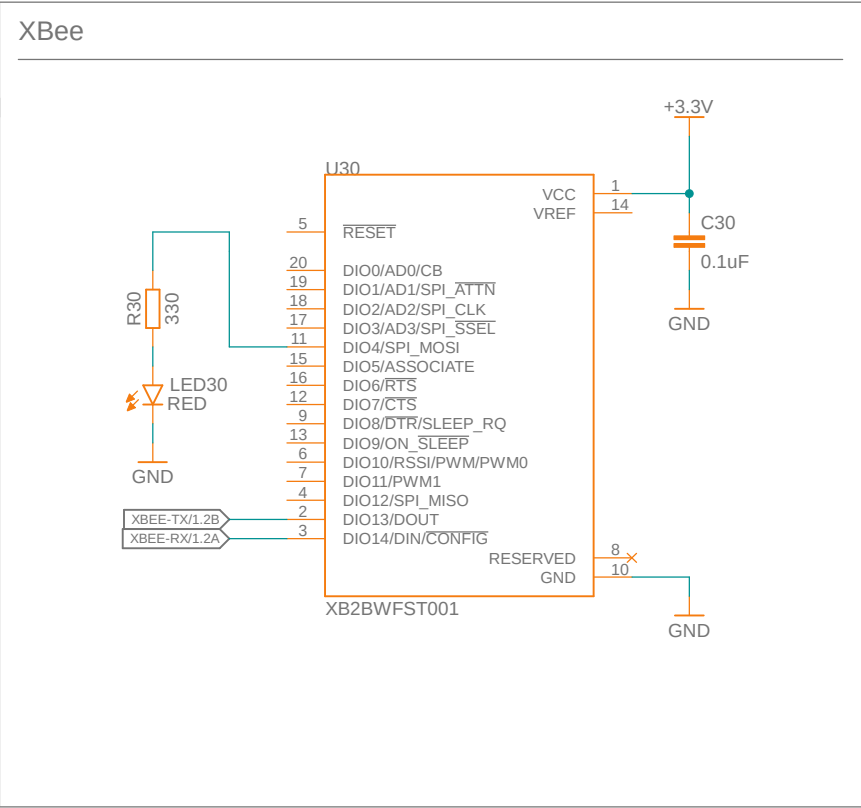 XBee
+3.3V
U30
VCC 1
VREF 14
C30
0.1uF
GND
5 RESET
20 DIO0/AD0/CB
19 DIO1/AD1/SPI_ATTN
18 DIO2/AD2/SPI_CLK
17 DIO3/AD3/SPI_SSEL
11 DIO4/SPI_MOSI
15 DIO5/ASSOCIATE
16 DIO6/RTS
12 DIO7/CTS
9 DIO8/DTR/SLEEP_RQ
13 DIO9/ON_SLEEP
6 DIO10/RSSI/PWM/PWM0
7 DIO11/PWM1
4 DIO12/SPI_MISO
2 DIO13/DOUT
3 DIO14/DIN/CONFIG
R30
330
LED30
RED
GND
XBEE-TX/1.2B
XBEE-RX/1.2A
RESERVED 8
GND 10
GND
XB2BWFST001